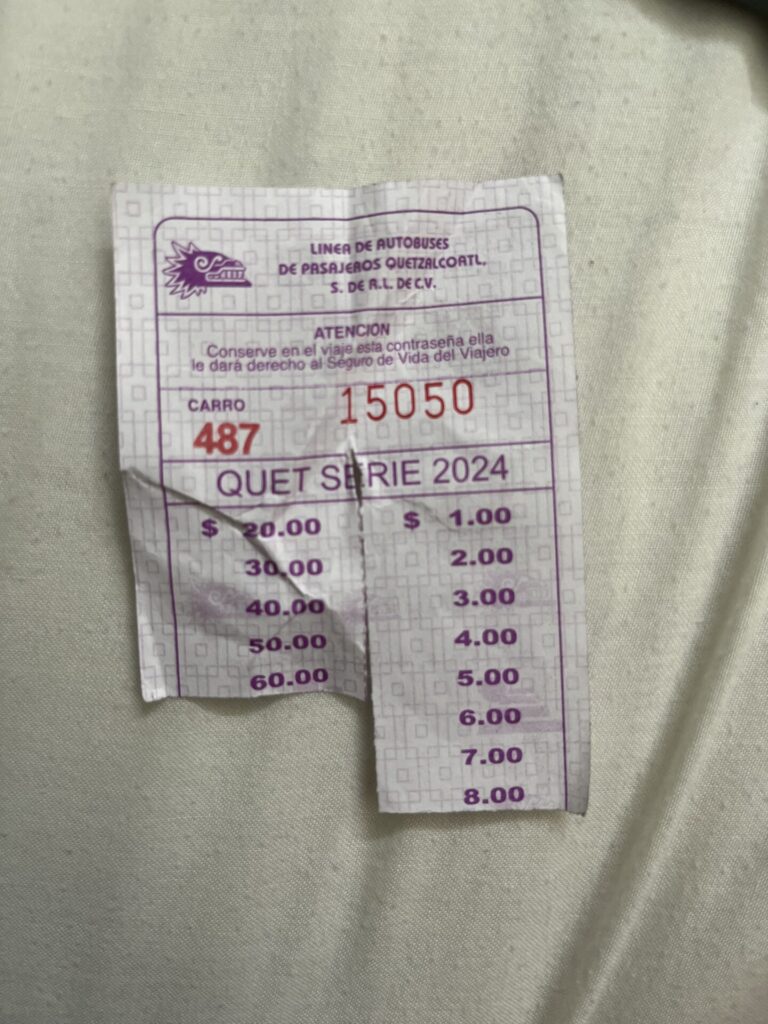 LINEA DE AUTOBUSES
DE PASAJEROS QUETZALCOATL.
S. DE R.L. DE C.V.
ATENCION
Conserve en el viaje esta contraseña ella
le dará derecho al Seguro de Vida del Viajero
CARRO
487
15050
QUET SERIE 2024
$ 20.00
30.00
40.00
50.00
60.00
$ 1.00
2.00
3.00
4.00
5.00
6.00
7.00
8.00